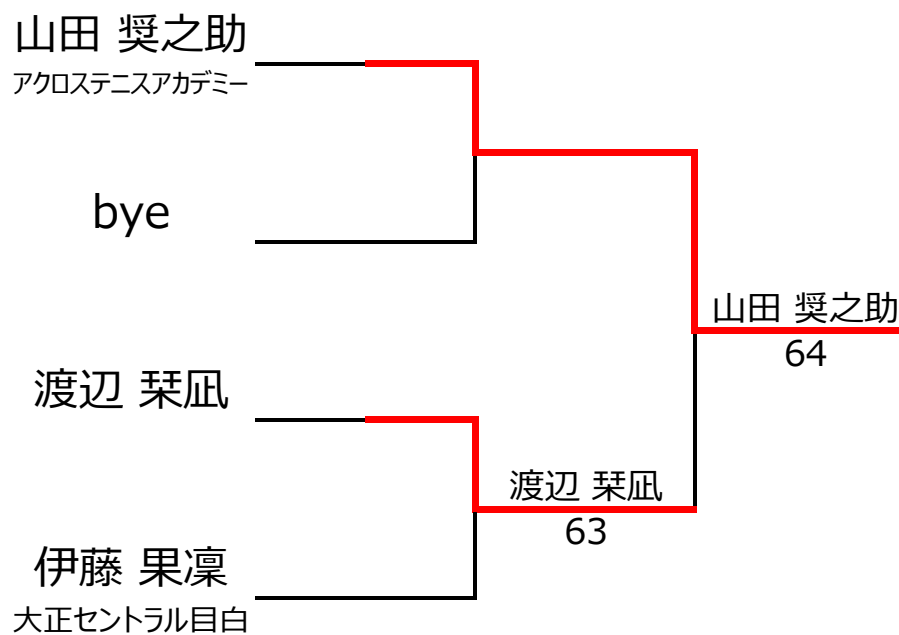 山田 奨之助
アクロステニスアカデミー
bye
山田 奨之助
64
渡辺 栞凪
渡辺 栞凪
63
伊藤 果凜
大正セントラル目白